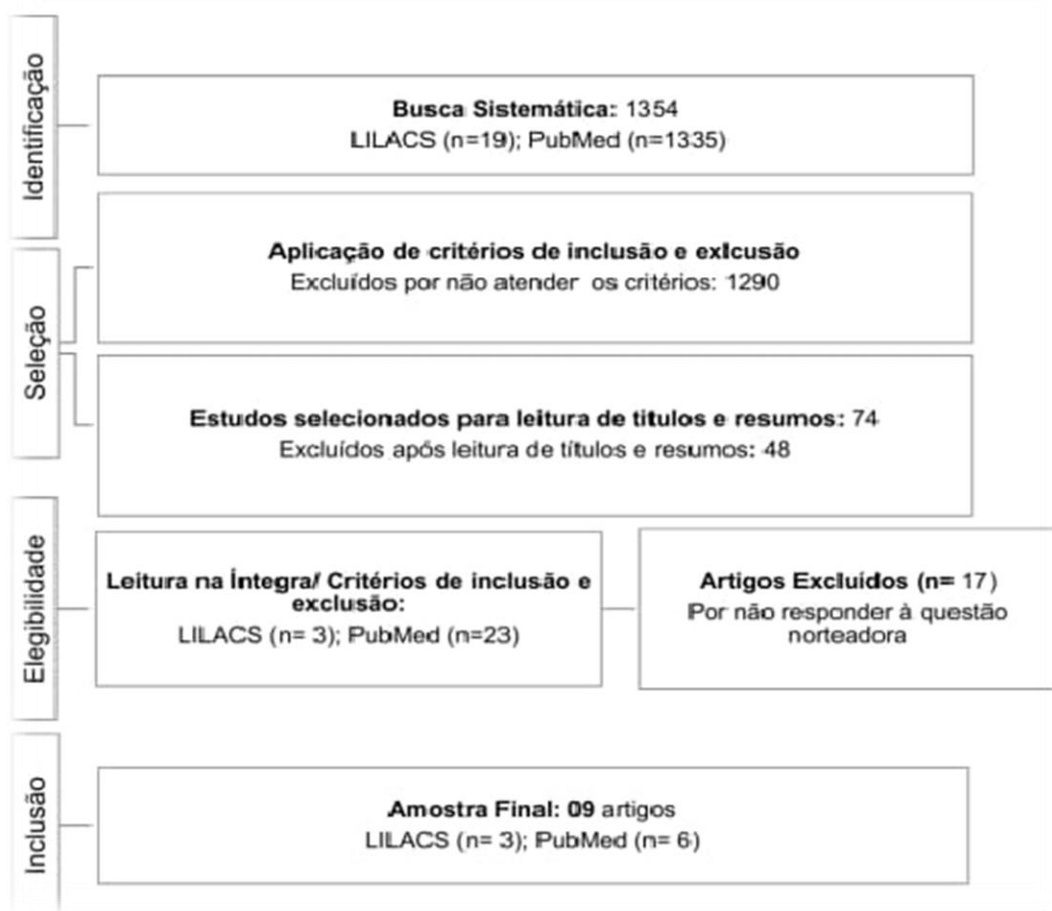 Identificação
Busca Sistemática: 1354
LILACS (n=19); PubMed (n=1335)
Seleção
Aplicação de critérios de inclusão e exlcusão
Excluídos por não atender os critérios: 1290
Estudos selecionados para leitura de titulos e resumos: 74
Excluídos após leitura de títulos e resumos: 48
Elegibilidade
Leitura na Íntegra/ Critérios de inclusão e
exclusão:
LILACS (n= 3); PubMed (n=23)
Artigos Excluídos (n= 17)
Por não responder à questão
norteadora
Inclusão
Amostra Final: 09 artigos
LILACS (n= 3); PubMed (n= 6)